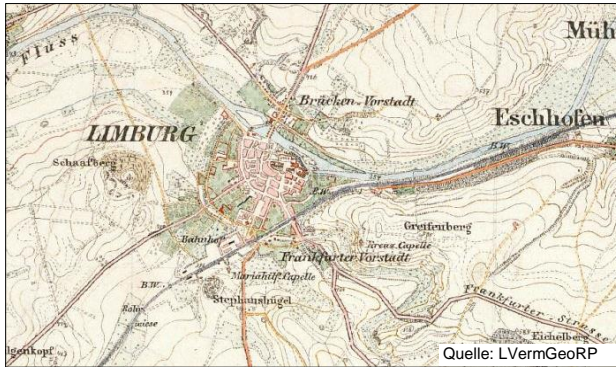 Fluss
Müh
Brücken-Vorstadt
Eschhofen
LIMBURG
Schaafberg
B.W.
Greifenberg
Kreuz-Capelle
Bahnhof
Frankfurter Vorstadt
B.W.
Mariahilf-Capelle
Stephanshügel
Frankfurter-Strasse
Eichelberg
lgenkopf
Quelle: LVermGeoRP